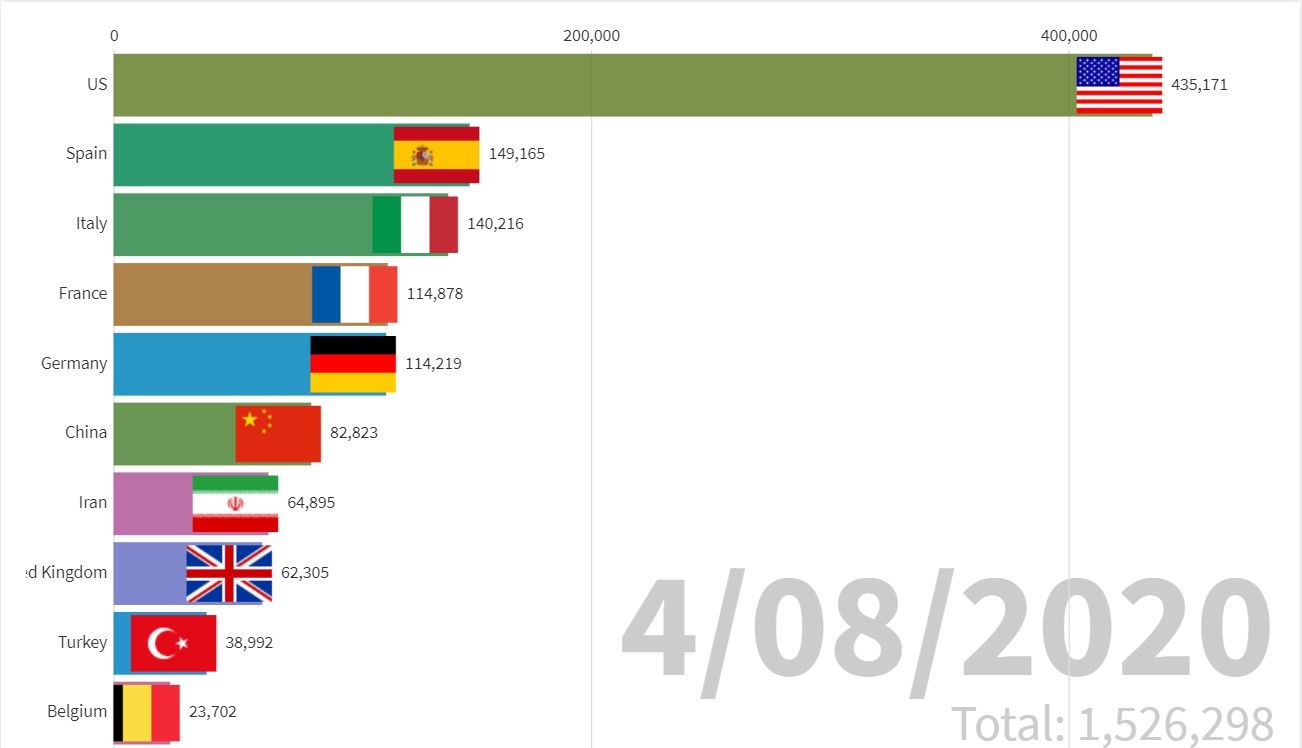 0 200,000 400,000
US 435,171
Spain 149,165
Italy 140,216
France 114,878
Germany 114,219
China 82,823
Iran 64,895
d Kingdom 62,305
Turkey 38,992
Belgium 23,702
4/08/2020
Total: 1,526,298